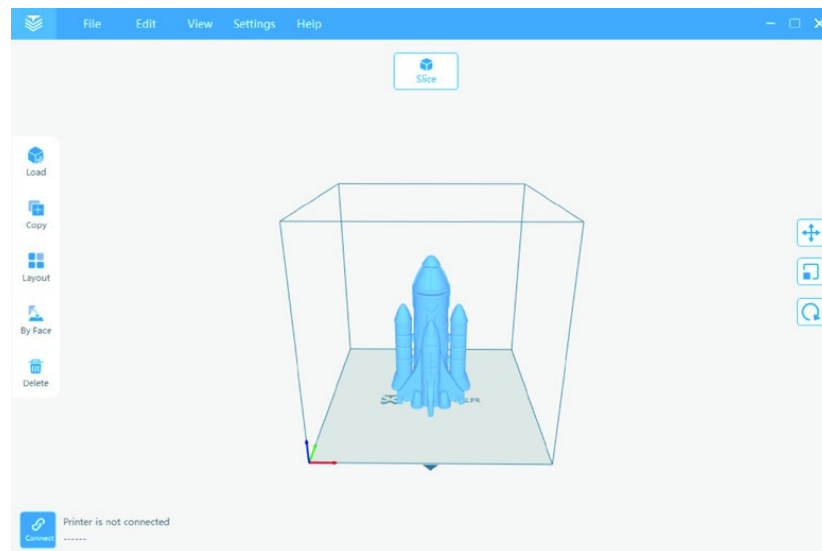 File Edit View Settings Help
Slice
Load
Copy
Layout
By Face
Delete
Connect
Printer is not connected
------